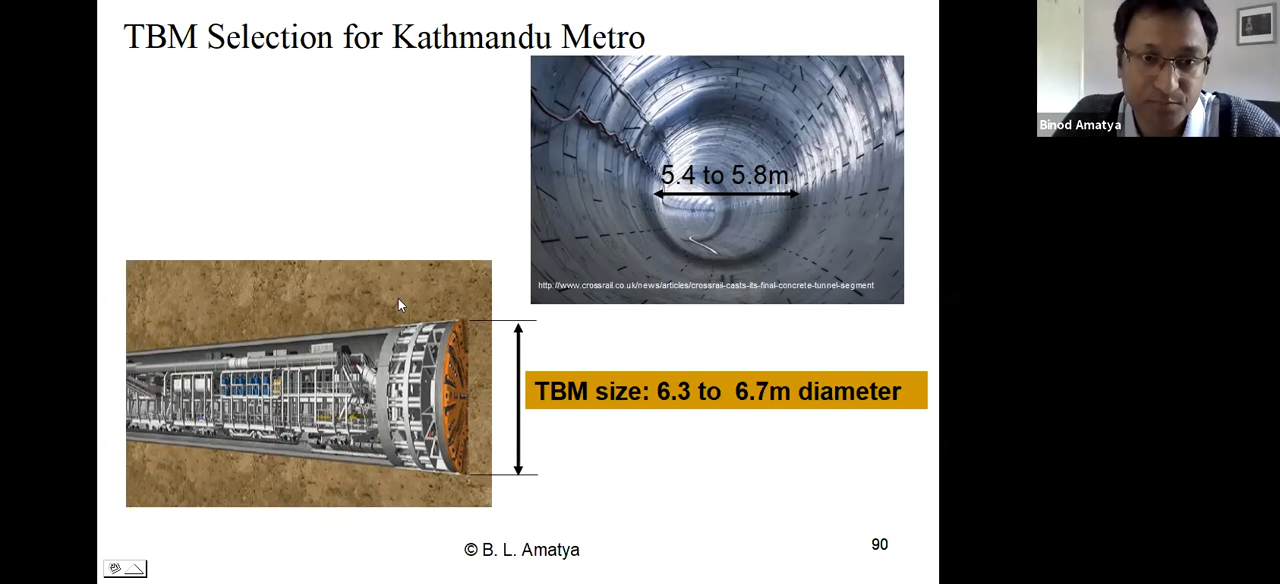 TBM Selection for Kathmandu Metro
Binod Amatya
5.4 to 5.8m
http://www.crossrail.co.uk/news/articles/crossrail-casts-its-final-concrete-tunnel-segment
TBM size: 6.3 to 6.7m diameter
© B. L. Amatya
90